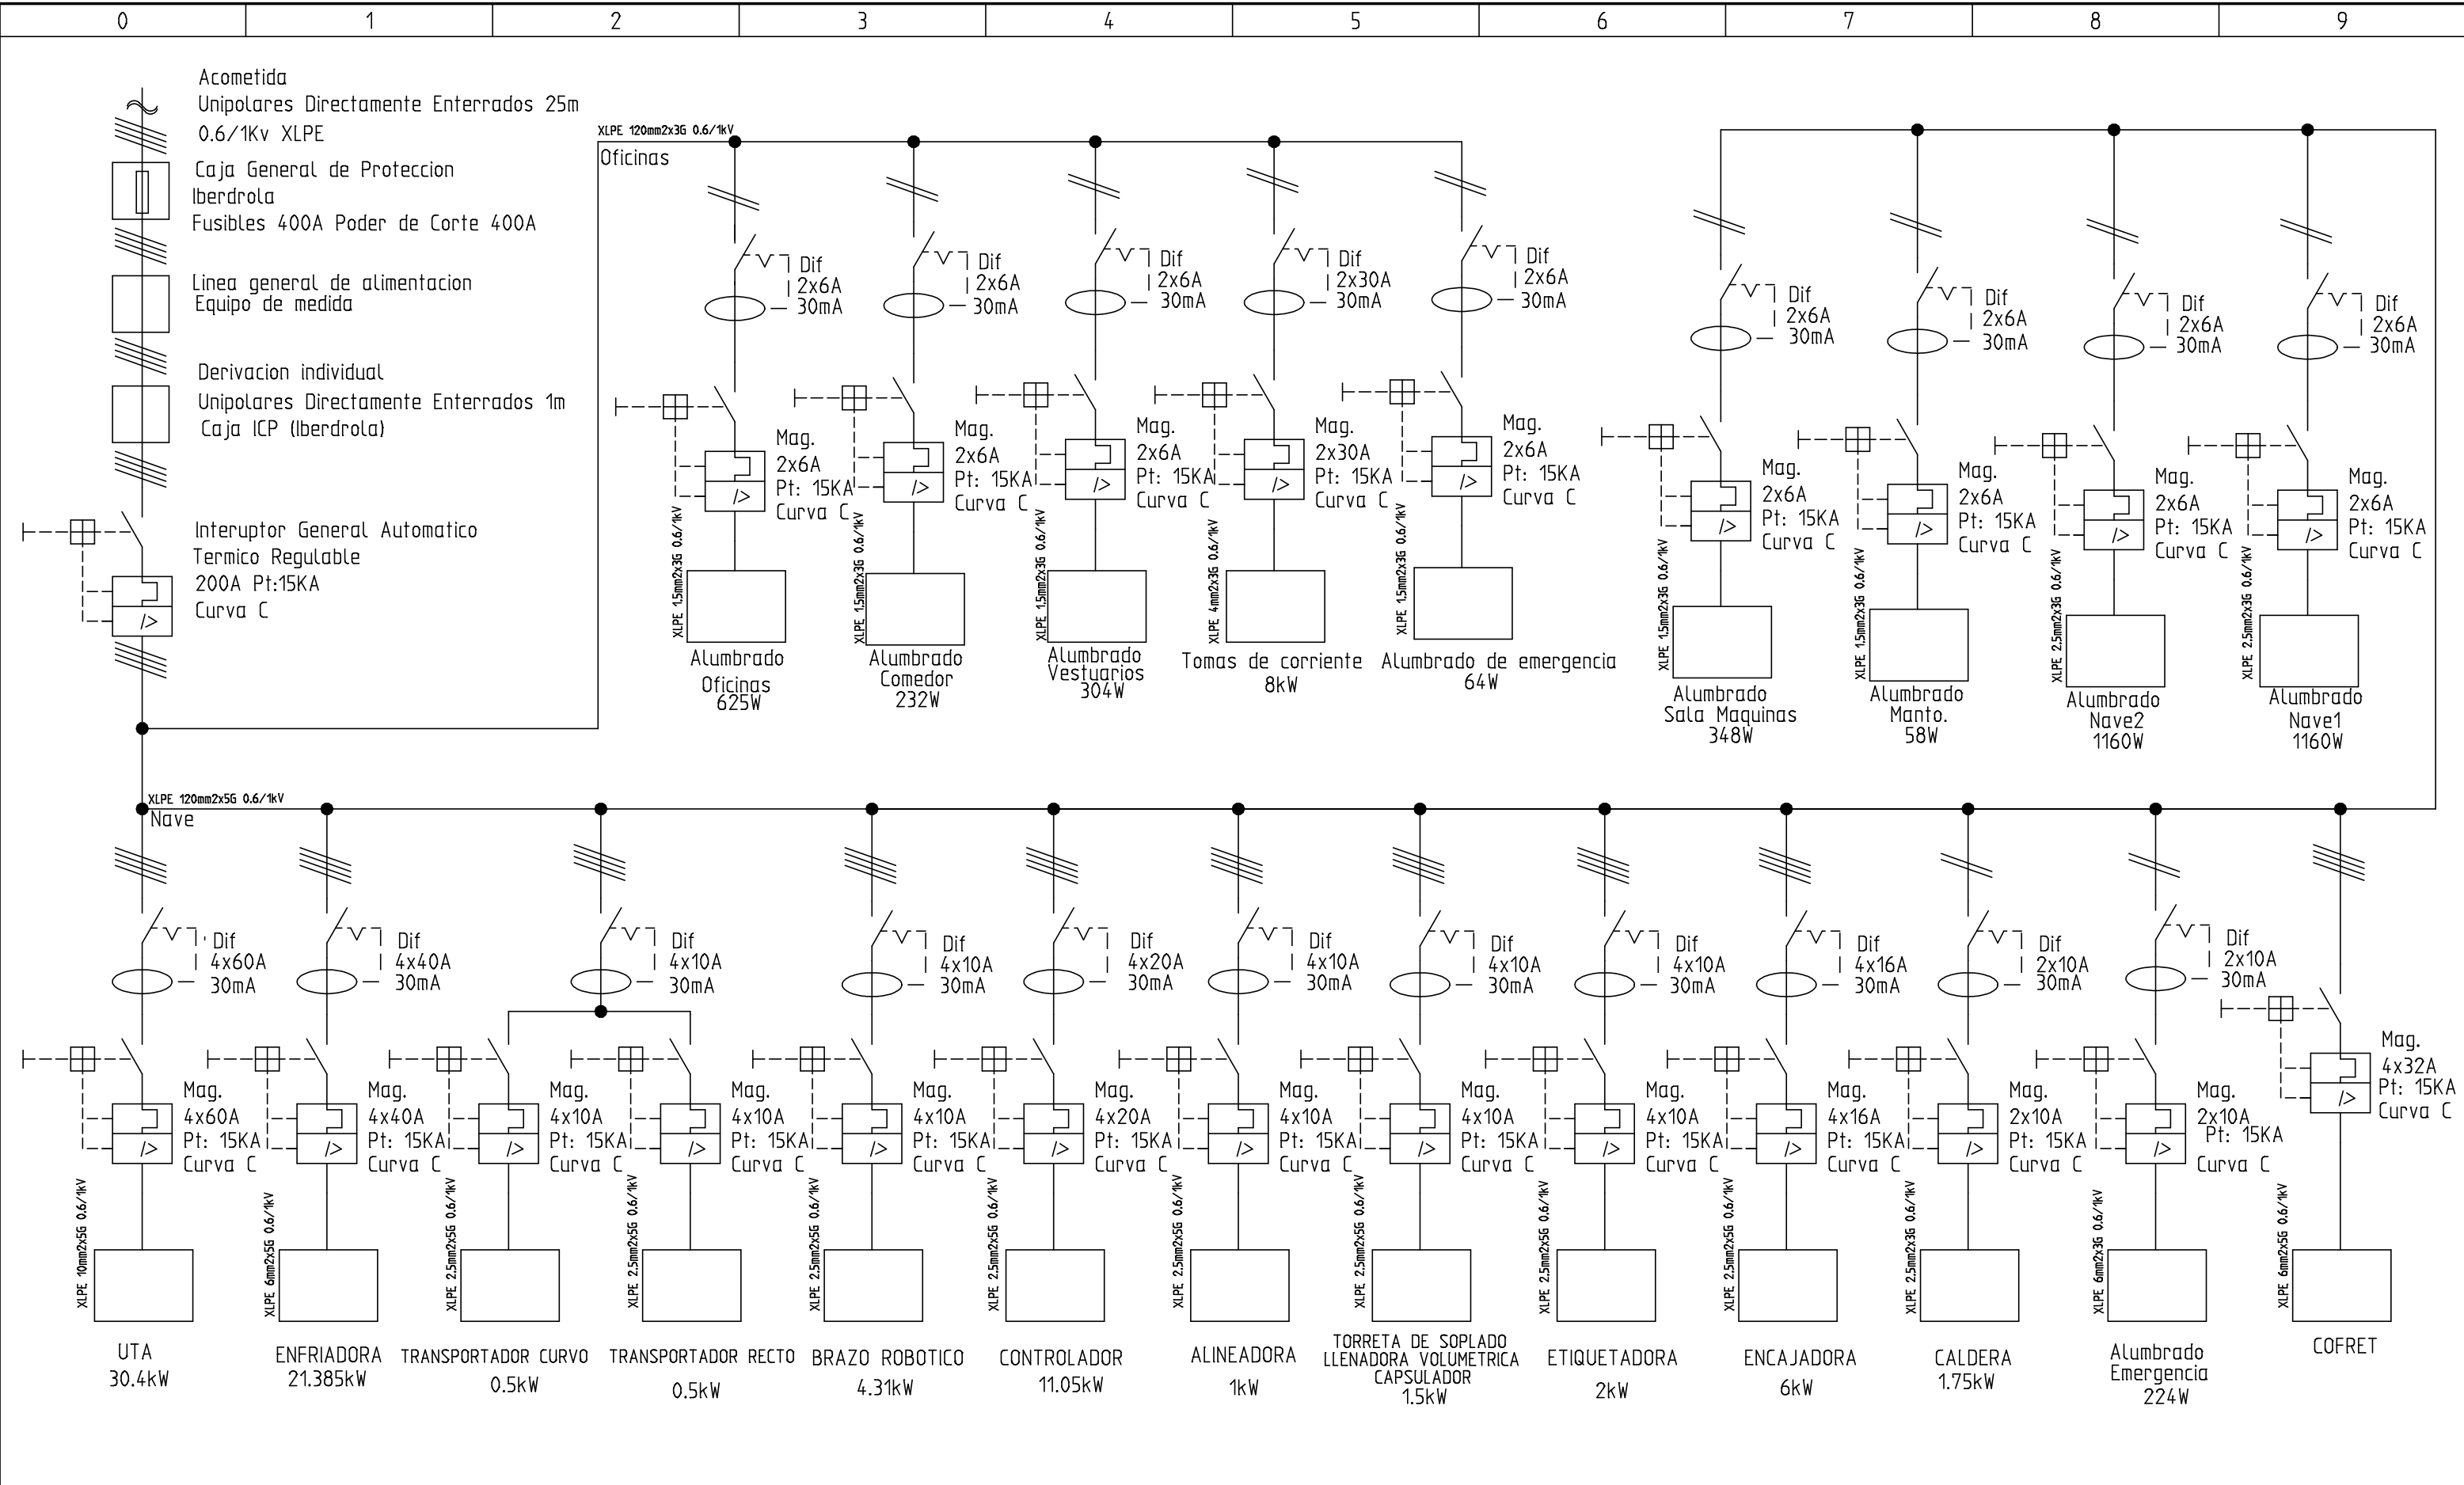 0 1 2 3 4 5 6 7 8 9
Acometida
Unipolares Directamente Enterrados 25m
0.6/1Kv XLPE
Caja General de Proteccion
Iberdrola
Fusibles 400A Poder de Corte 400A
Linea general de alimentacion
Equipo de medida
Derivacion individual
Unipolares Directamente Enterrados 1m
Caja ICP (Iberdrola)
Interuptor General Automatico
Termico Regulable
200A Pt:15KA
Curva C
I>
XLPE 120mm2x3G 0.6/1kV
Oficinas
Dif
2x6A
30mA
Mag.
2x6A
Pt: 15KA
Curva C
I>
XLPE 1.5mm2x3G 0.6/1kV
Alumbrado
Oficinas
625W
Dif
2x6A
30mA
Mag.
2x6A
Pt: 15KA
Curva C
I>
XLPE 1.5mm2x3G 0.6/1kV
Alumbrado
Comedor
232W
Dif
2x6A
30mA
Mag.
2x6A
Pt: 15KA
Curva C
I>
XLPE 1.5mm2x3G 0.6/1kV
Alumbrado
Vestuarios
304W
Dif
2x30A
30mA
Mag.
2x30A
Pt: 15KA
Curva C
I>
XLPE 4mm2x3G 0.6/1kV
Tomas de corriente
8kW
Dif
2x6A
30mA
Mag.
2x6A
Pt: 15KA
Curva C
I>
XLPE 1.5mm2x3G 0.6/1kV
Alumbrado de emergencia
64W
Dif
2x6A
30mA
Mag.
2x6A
Pt: 15KA
Curva C
I>
XLPE 1.5mm2x3G 0.6/1kV
Alumbrado
Sala Maquinas
348W
Dif
2x6A
30mA
Mag.
2x6A
Pt: 15KA
Curva C
I>
XLPE 1.5mm2x3G 0.6/1kV
Alumbrado
Manto.
58W
Dif
2x6A
30mA
Mag.
2x6A
Pt: 15KA
Curva C
I>
XLPE 2.5mm2x3G 0.6/1kV
Alumbrado
Nave2
1160W
Dif
2x6A
30mA
Mag.
2x6A
Pt: 15KA
Curva C
I>
XLPE 2.5mm2x3G 0.6/1kV
Alumbrado
Nave1
1160W
XLPE 120mm2x5G 0.6/1kV
Nave
Dif
4x60A
30mA
Mag.
4x60A
Pt: 15KA
Curva C
I>
XLPE 10mm2x5G 0.6/1kV
UTA
30.4kW
Dif
4x40A
30mA
Mag.
4x40A
Pt: 15KA
Curva C
I>
XLPE 6mm2x5G 0.6/1kV
ENFRIADORA
21.385kW
Dif
4x10A
30mA
Mag.
4x10A
Pt: 15KA
Curva C
I>
XLPE 2.5mm2x5G 0.6/1kV
TRANSPORTADOR CURVO
0.5kW
Mag.
4x10A
Pt: 15KA
Curva C
I>
XLPE 2.5mm2x5G 0.6/1kV
TRANSPORTADOR RECTO
0.5kW
Dif
4x10A
30mA
Mag.
4x10A
Pt: 15KA
Curva C
I>
XLPE 2.5mm2x5G 0.6/1kV
BRAZO ROBOTICO
4.31kW
Dif
4x20A
30mA
Mag.
4x20A
Pt: 15KA
Curva C
I>
XLPE 2.5mm2x5G 0.6/1kV
CONTROLADOR
11.05kW
Dif
4x10A
30mA
Mag.
4x10A
Pt: 15KA
Curva C
I>
XLPE 2.5mm2x5G 0.6/1kV
ALINEADORA
1kW
Dif
4x10A
30mA
Mag.
4x10A
Pt: 15KA
Curva C
I>
XLPE 2.5mm2x5G 0.6/1kV
TORRETA DE SOPLADO
LLENADORA VOLUMETRICA
CAPSULADOR
1.5kW
Dif
4x10A
30mA
Mag.
4x10A
Pt: 15KA
Curva C
I>
XLPE 2.5mm2x5G 0.6/1kV
ETIQUETADORA
2kW
Dif
4x16A
30mA
Mag.
4x16A
Pt: 15KA
Curva C
I>
XLPE 2.5mm2x5G 0.6/1kV
ENCAJADORA
6kW
Dif
2x10A
30mA
Mag.
2x10A
Pt: 15KA
Curva C
I>
XLPE 2.5mm2x3G 0.6/1kV
CALDERA
1.75kW
Dif
2x10A
30mA
Mag.
2x10A
Pt: 15KA
Curva C
I>
XLPE 6mm2x3G 0.6/1kV
Alumbrado
Emergencia
224W
Mag.
4x32A
Pt: 15KA
Curva C
I>
XLPE 6mm2x5G 0.6/1kV
COFRET